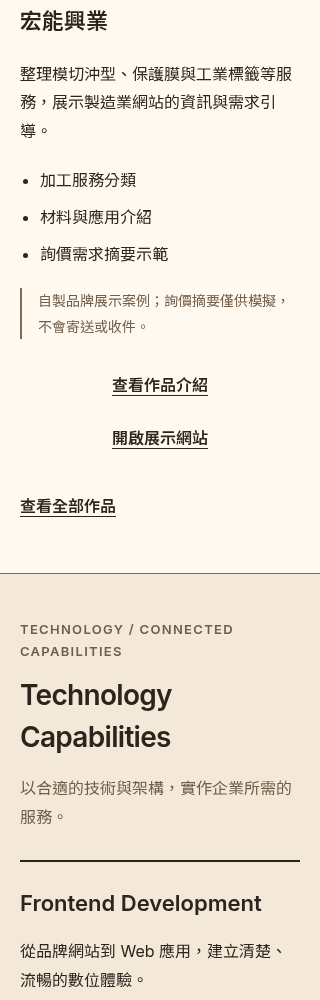 宏能興業
整理模切沖型、保護膜與工業標籤等服
務，展示製造業網站的資訊與需求引
導。
• 加工服務分類
• 材料與應用介紹
• 詢價需求摘要示範
自製品牌展示案例；詢價摘要僅供模擬，
不會寄送或收件。
查看作品介紹
開啟展示網站
查看全部作品
TECHNOLOGY / CONNECTED
CAPABILITIES
Technology
Capabilities
以合適的技術與架構，實作企業所需的
服務。
Frontend Development
從品牌網站到 Web 應用，建立清楚、
流暢的數位體驗。